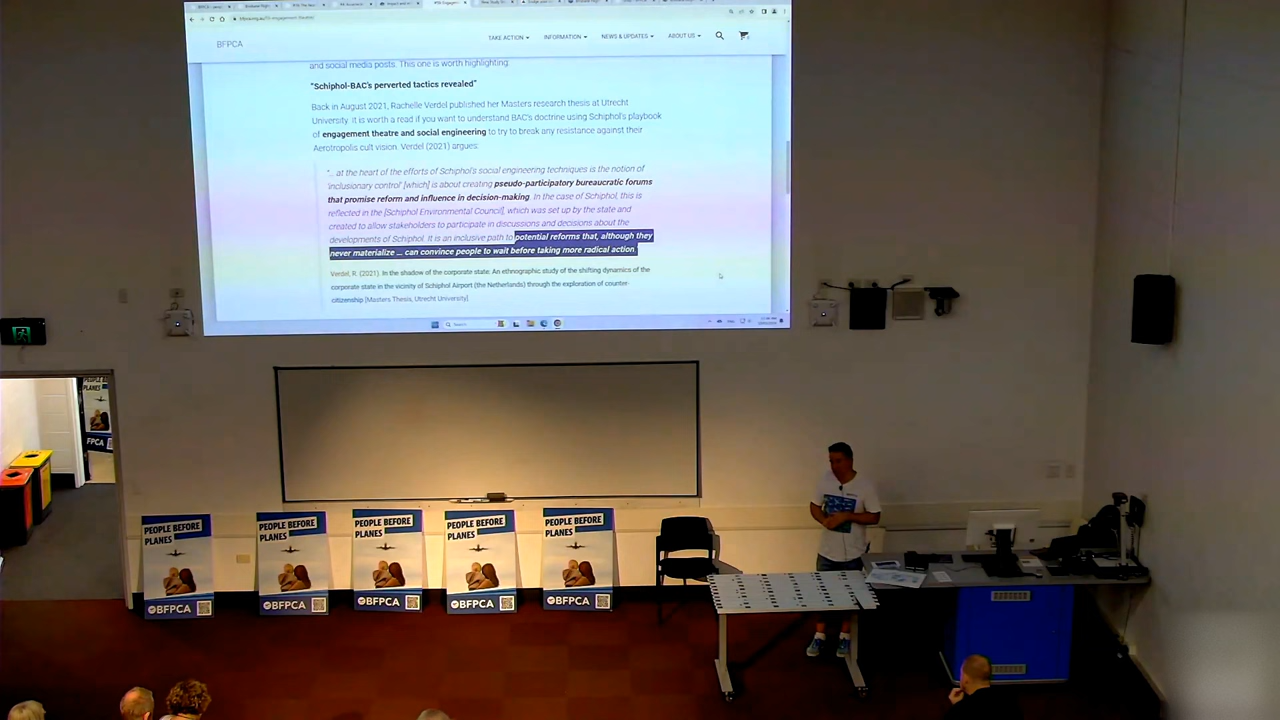 BFPCA
TAKE ACTION
INFORMATION
NEWS & UPDATES
ABOUT US
and social media posts. This one is worth highlighting:
"Schiphol-BAC's perverted tactics revealed"
Back in August 2021, Rachelle Verdel published her Masters research thesis at Utrecht
University. It is worth a read if you want to understand BAC's doctrine using Schiphol's playbook
of engagement theatre and social engineering to try to break any resistance against their
Aerotropolis cult vision. Verdel (2021) argues:
"... at the heart of the efforts of Schiphol's social engineering techniques is the notion of
'inclusionary control' [which] is about creating pseudo-participatory bureaucratic forums
that promise reform and influence in decision-making. In the case of Schiphol, this is
reflected in the [Schiphol Environmental Council], which was set up by the state and
created to allow stakeholders to participate in discussions and decisions about the
developments of Schiphol. It is an inclusive path to potential reforms that, although they
never materialize ... can convince people to wait before taking more radical action.
Verdel, R. (2021). In the shadow of the corporate state: An ethnographic study of the shifting dynamics of the
corporate state in the vicinity of Schiphol Airport (the Netherlands) through the exploration of counter-
citizenship [Masters Thesis, Utrecht University].
Search
PEOPLE BEFORE
PLANES
FPCA
PEOPLE BEFORE
PLANES
BFPCA
PEOPLE BEFORE
PLANES
BFPCA
PEOPLE BEFORE
PLANES
BFPCA
PEOPLE BEFORE
PLANES
BFPCA
PEOPLE BEFORE
PLANES
BFPCA